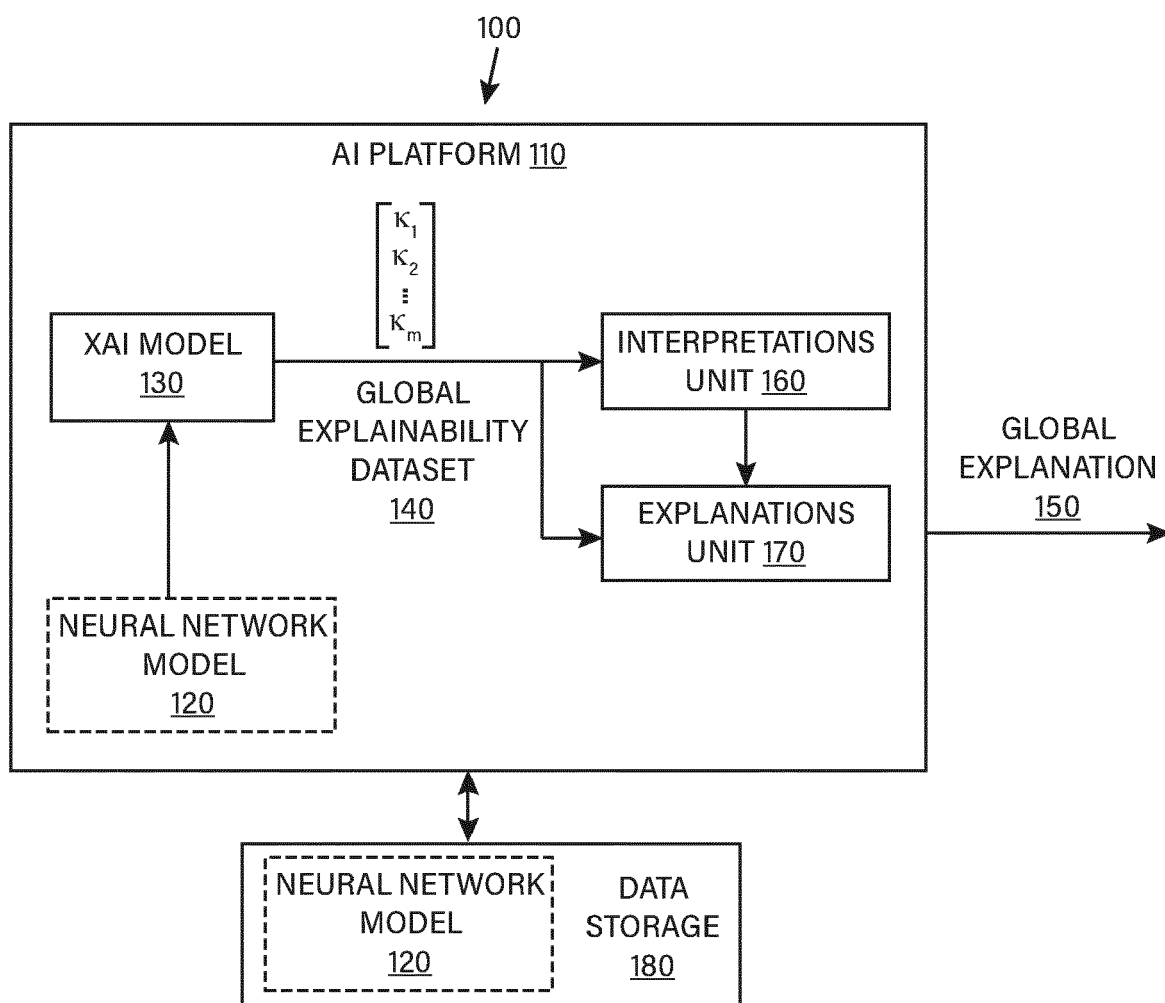 100
AI PLATFORM 110
κ1
κ2
⋮
κm
XAI MODEL
130
GLOBAL
EXPLAINABILITY
DATASET
140
INTERPRETATIONS
UNIT 160
EXPLANATIONS
UNIT 170
GLOBAL
EXPLANATION
150
NEURAL NETWORK
MODEL
120
NEURAL NETWORK
MODEL
120
DATA
STORAGE
180